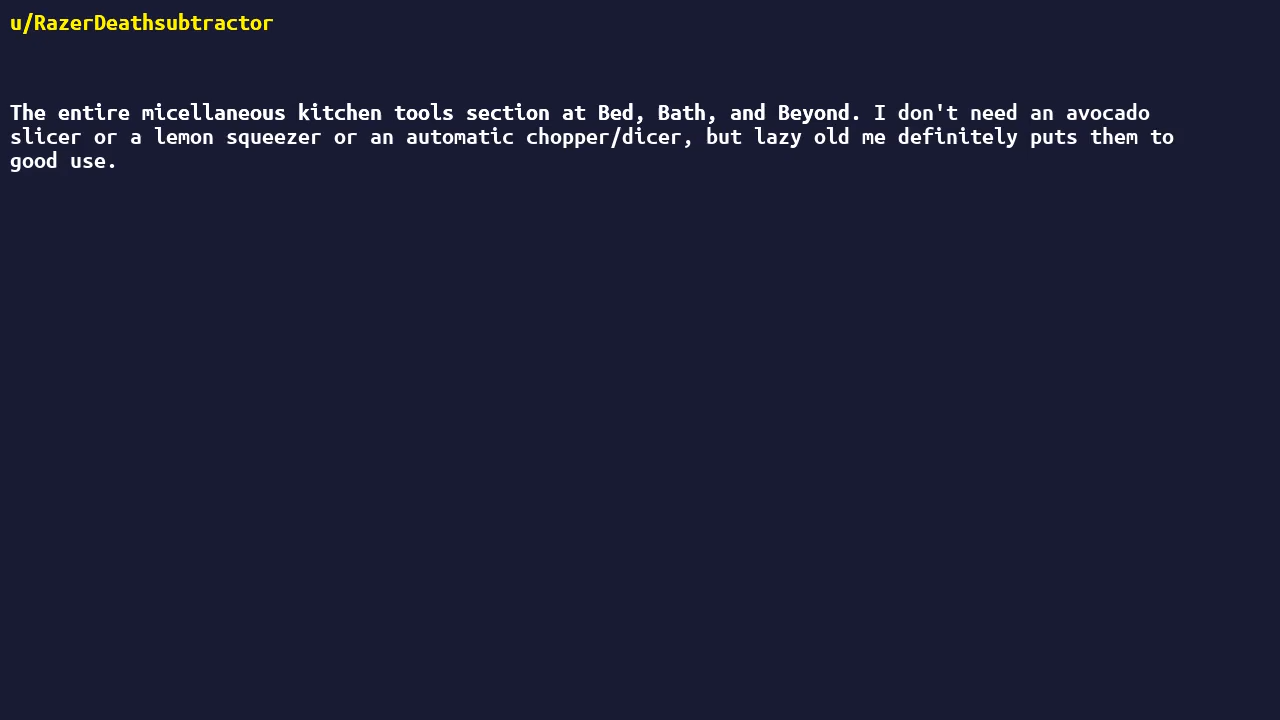 u/RazerDeathsubtractor
The entire micellaneous kitchen tools section at Bed, Bath, and Beyond. I don't need an avocado
slicer or a lemon squeezer or an automatic chopper/dicer, but lazy old me definitely puts them to
good use.